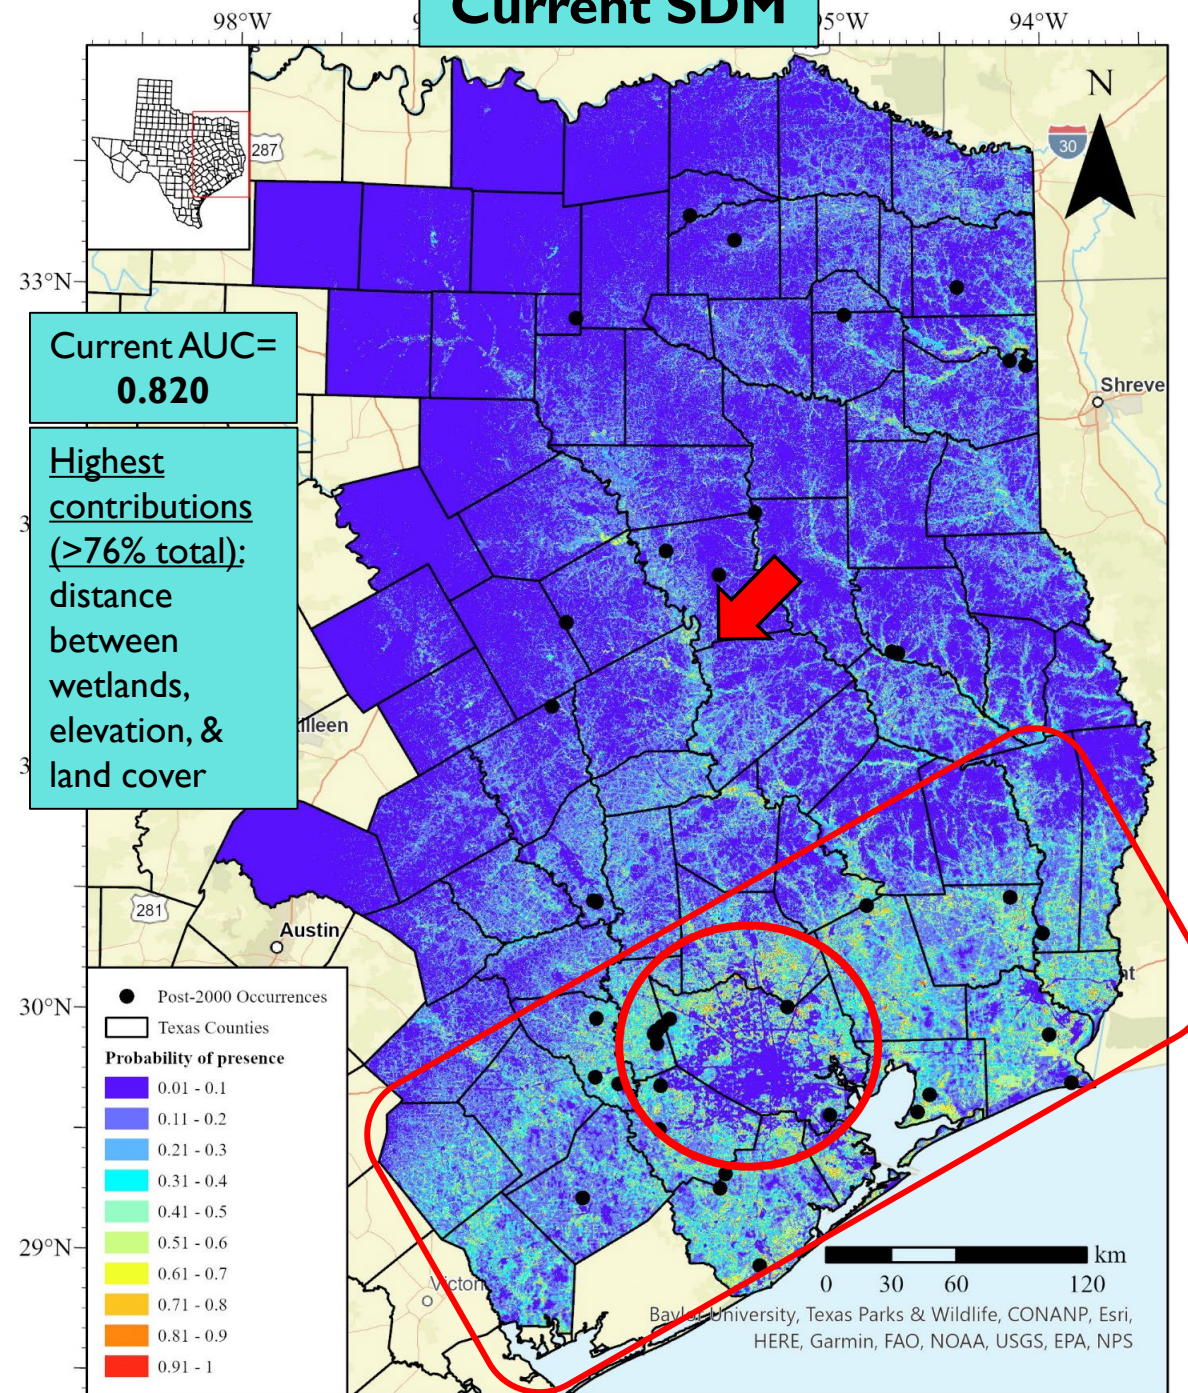 Current SDM
98°W
95°W
94°W
N
287
30
33°N
Current AUC=
0.820
Shreve
Highest
contributions
(>76% total):
distance
between
wetlands,
elevation, &
land cover
illeen
281
Austin
Post-2000 Occurrences
30°N
Texas Counties
Probability of presence
0.01 - 0.1
0.11 - 0.2
0.21 - 0.3
0.31 - 0.4
0.41 - 0.5
0.51 - 0.6
0.61 - 0.7
0.71 - 0.8
0.81 - 0.9
0.91 - 1
29°N
Victori
km
0 30 60 120
Baylor University, Texas Parks & Wildlife, CONANP, Esri,
HERE, Garmin, FAO, NOAA, USGS, EPA, NPS